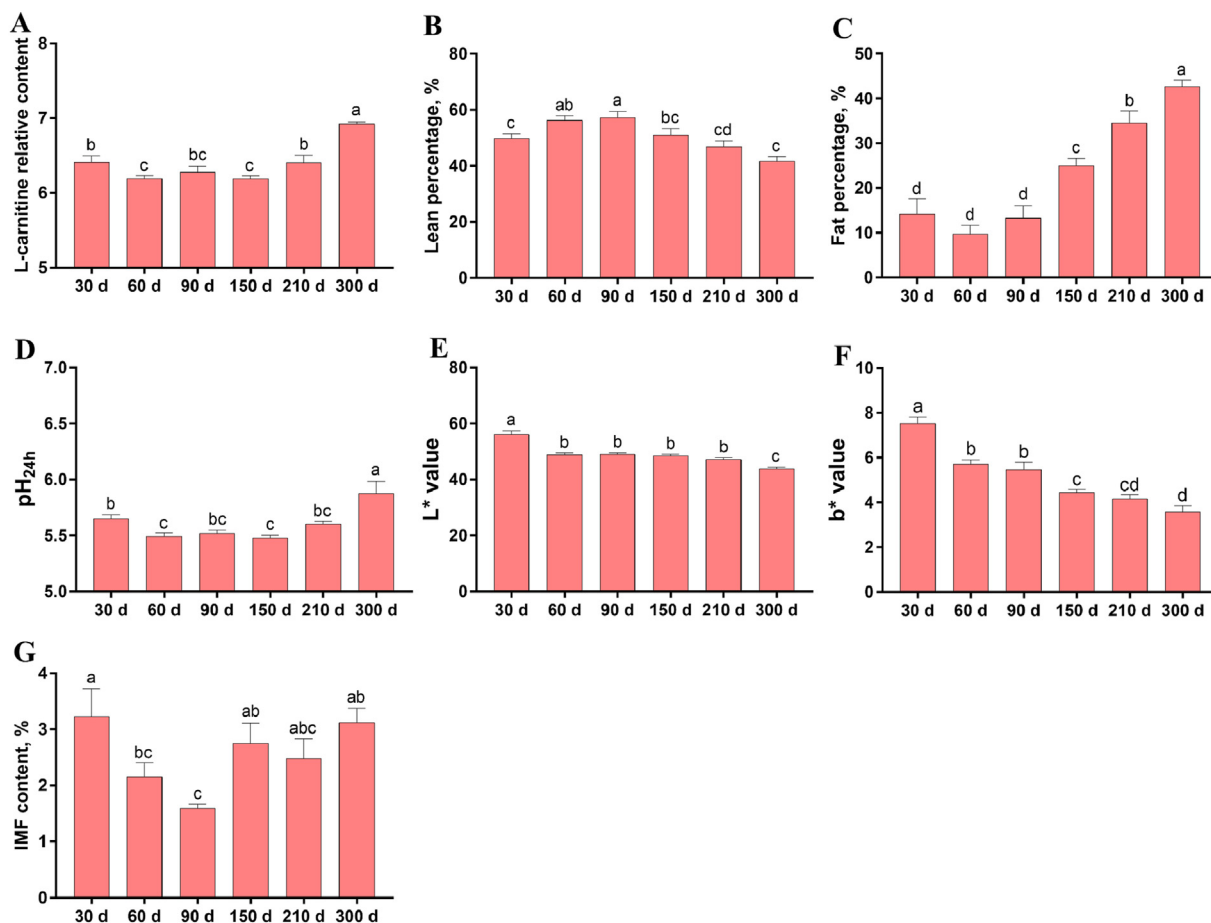 A
L-carnitine relative content
8
7
6
5
b c bc c b a
30 d 60 d 90 d 150 d 210 d 300 d
B
Lean percentage, %
80
60
40
20
0
c ab a bc cd c
30 d 60 d 90 d 150 d 210 d 300 d
C
Fat percentage, %
50
40
30
20
10
0
d d d c b a
30 d 60 d 90 d 150 d 210 d 300 d
D
pH24h
7.0
6.5
6.0
5.5
5.0
b c bc c b a
30 d 60 d 90 d 150 d 210 d 300 d
E
L* value
80
60
40
20
0
a b b b b c
30 d 60 d 90 d 150 d 210 d 300 d
F
b* value
10
8
6
4
2
0
a b b c cd d
30 d 60 d 90 d 150 d 210 d 300 d
G
IMF content, %
4
3
2
1
0
a bc c ab abc ab
30 d 60 d 90 d 150 d 210 d 300 d